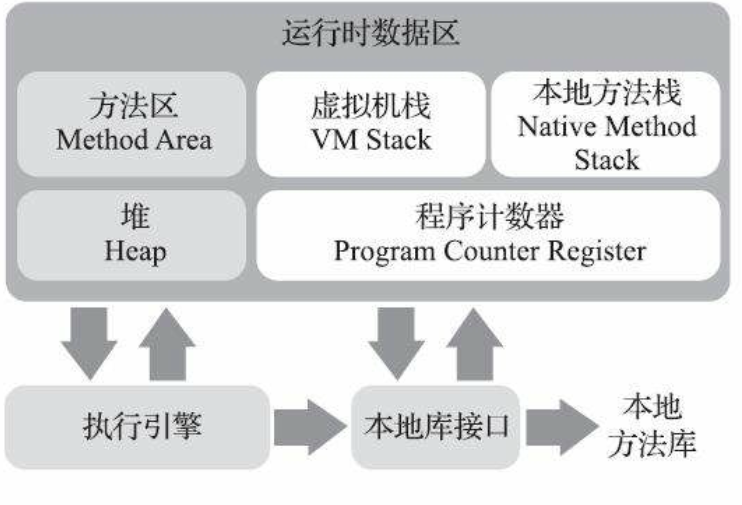 运行时数据区
方法区
Method Area
虚拟机栈
VM Stack
本地方法栈
Native Method
Stack
堆
Heap
程序计数器
Program Counter Register
执行引擎
本地库接口
本地
方法库